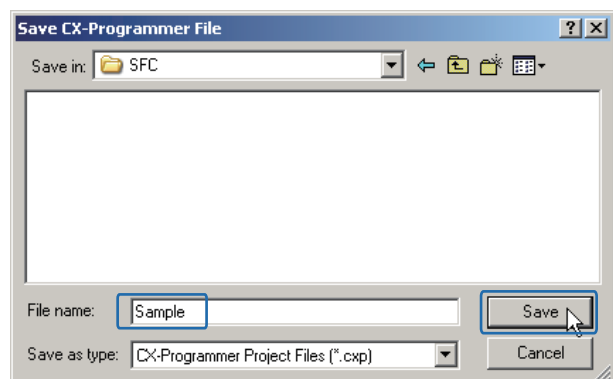 Save CX-Programmer File
Save in: SFC
File name: Sample Save
Save as type: CX-Programmer Project Files (*.cxp) Cancel